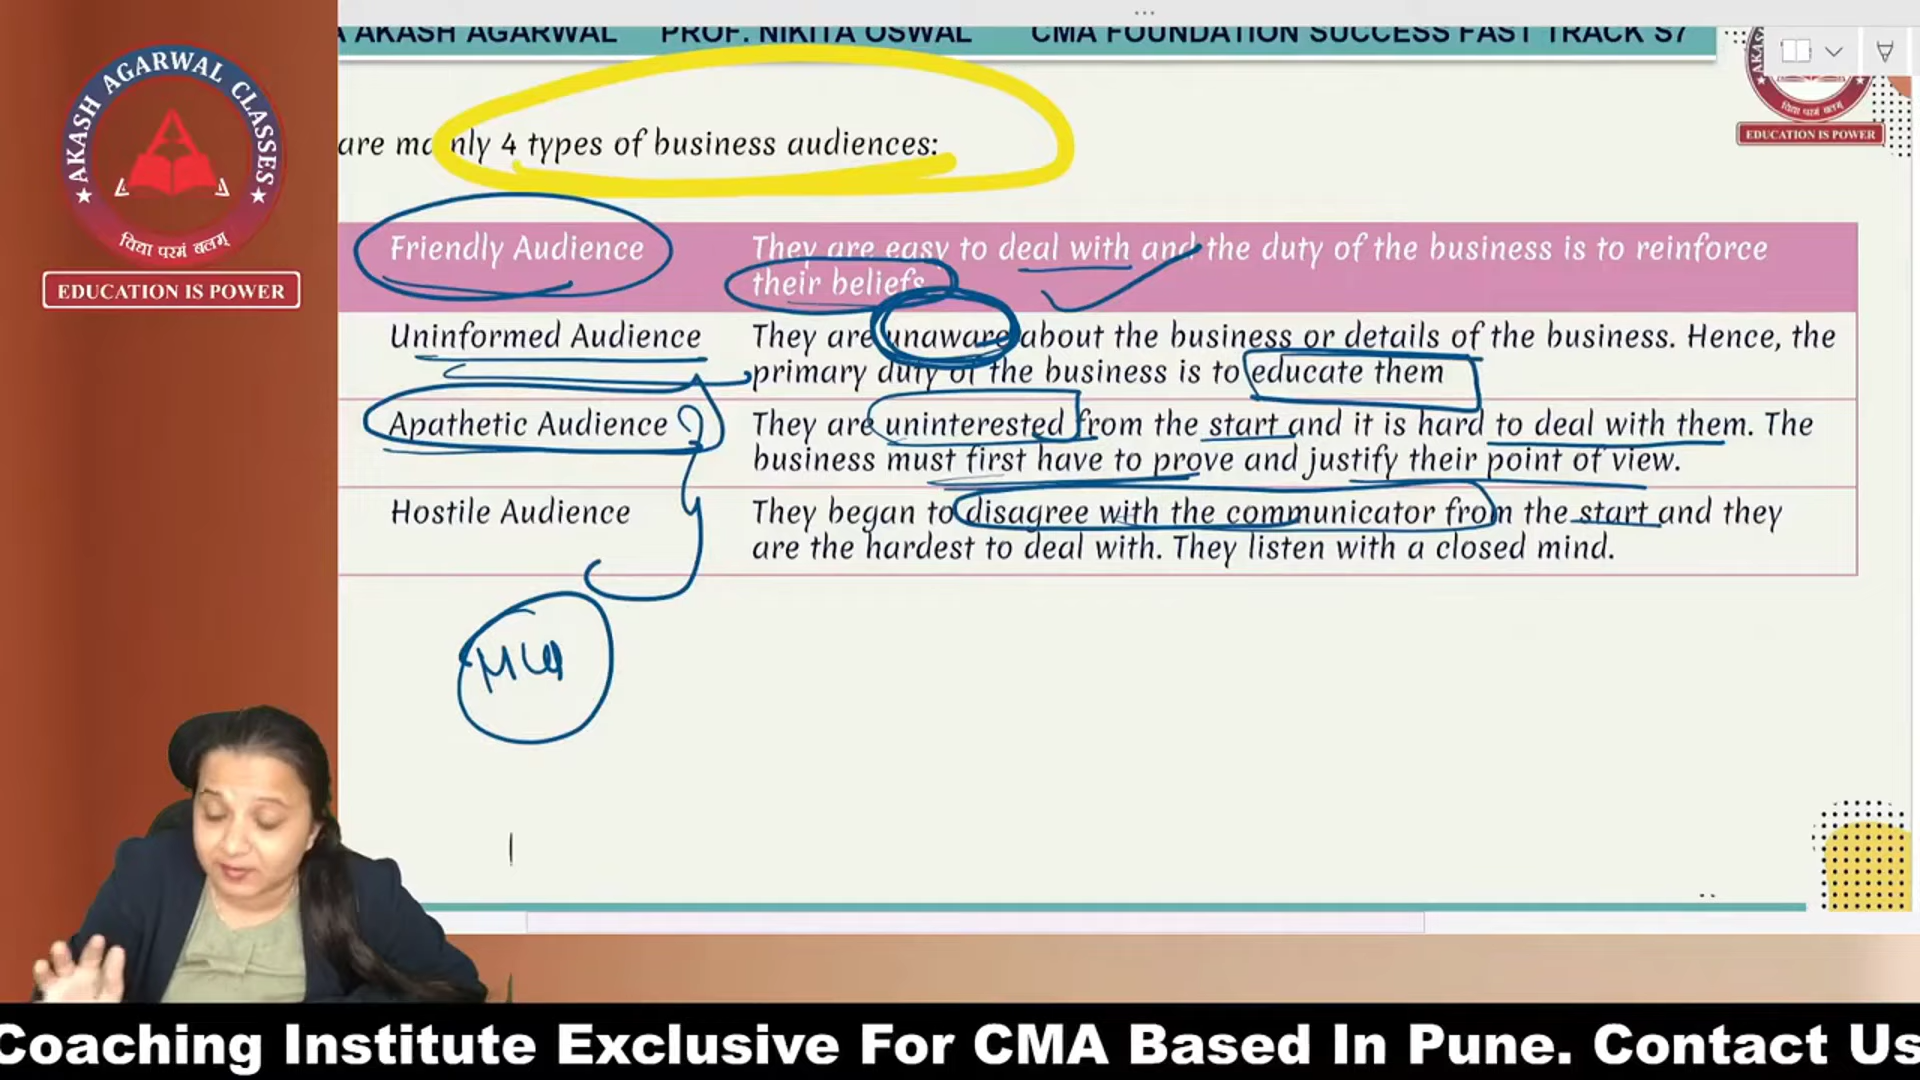 A AKASH AGARWAL PROF. NIKITA OSWAL CMA FOUNDATION SUCCESS FAST TRACK S7
AKASH AGARWAL CLASSES
विद्या परमं बलम्
EDUCATION IS POWER
EDUCATION IS POWER
are mainly 4 types of business audiences:
Friendly Audience They are easy to deal with and the duty of the business is to reinforce
their beliefs
Uninformed Audience They are unaware about the business or details of the business. Hence, the
primary duty of the business is to educate them
Apathetic Audience They are uninterested from the start and it is hard to deal with them. The
business must first have to prove and justify their point of view.
Hostile Audience They began to disagree with the communicator from the start and they
are the hardest to deal with. They listen with a closed mind.
Coaching Institute Exclusive For CMA Based In Pune. Contact Us